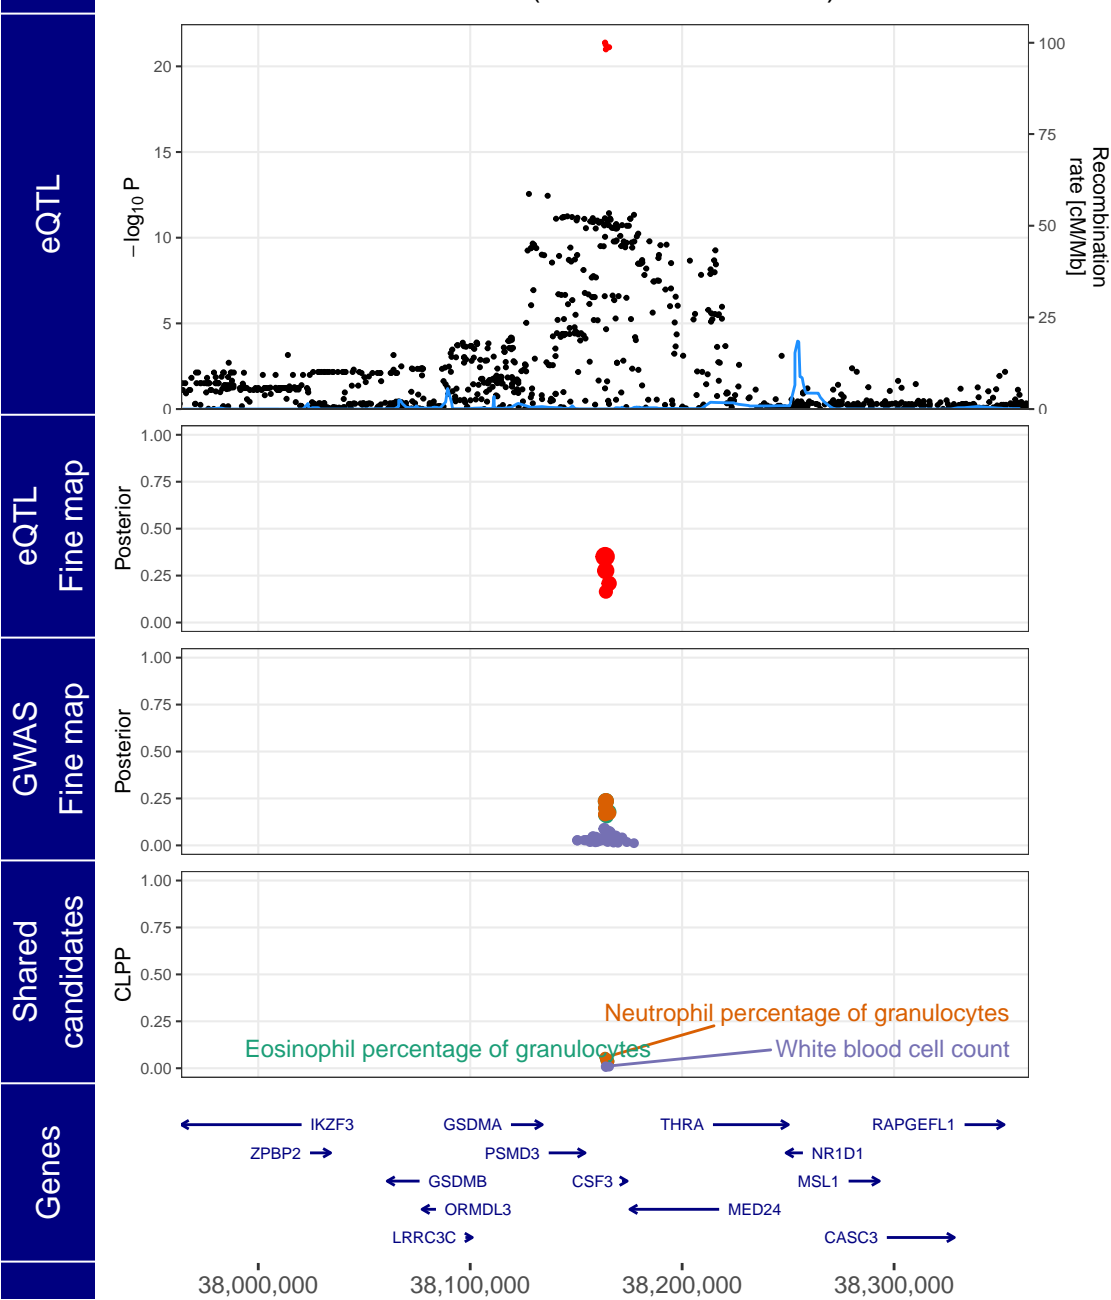 eQTL
−log10 P
20
15
10
5
0
100
75
50
25
0
Recombination
rate [cM/Mb]
eQTL
Fine map
Posterior
1.00
0.75
0.50
0.25
0.00
GWAS
Fine map
Posterior
1.00
0.75
0.50
0.25
0.00
Shared
candidates
CLPP
1.00
0.75
0.50
0.25
0.00
Neutrophil percentage of granulocytes
Eosinophil percentage of granulocytes
White blood cell count
Genes
IKZF3
GSDMA
THRA
RAPGEFL1
ZPBP2
PSMD3
NR1D1
GSDMB
CSF3
MSL1
ORMDL3
MED24
LRRC3C
CASC3
38,000,000
38,100,000
38,200,000
38,300,000